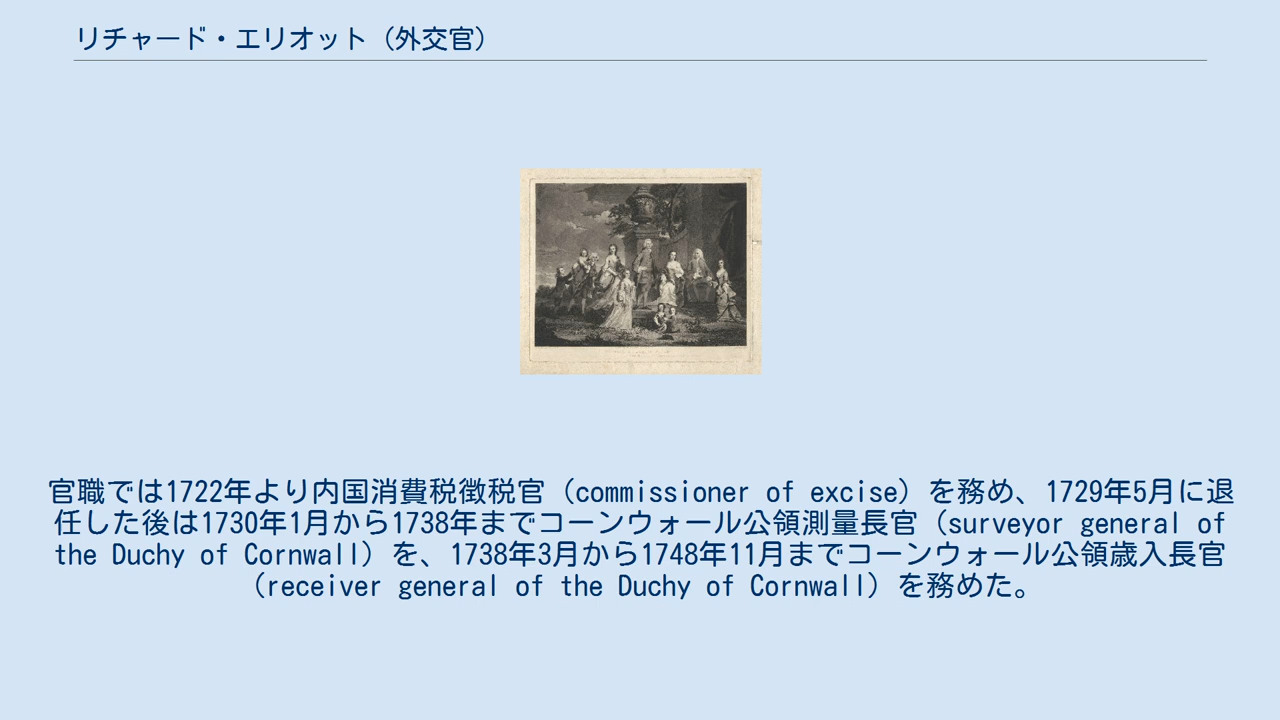 リチャード・エリオット（外交官）
官職では1722年より内国消費税徴税官（commissioner of excise）を務め、1729年5月に退
任した後は1730年1月から1738年までコーンウォール公領測量長官（surveyor general of
the Duchy of Cornwall）を、1738年3月から1748年11月までコーンウォール公領歳入長官
（receiver general of the Duchy of Cornwall）を務めた。